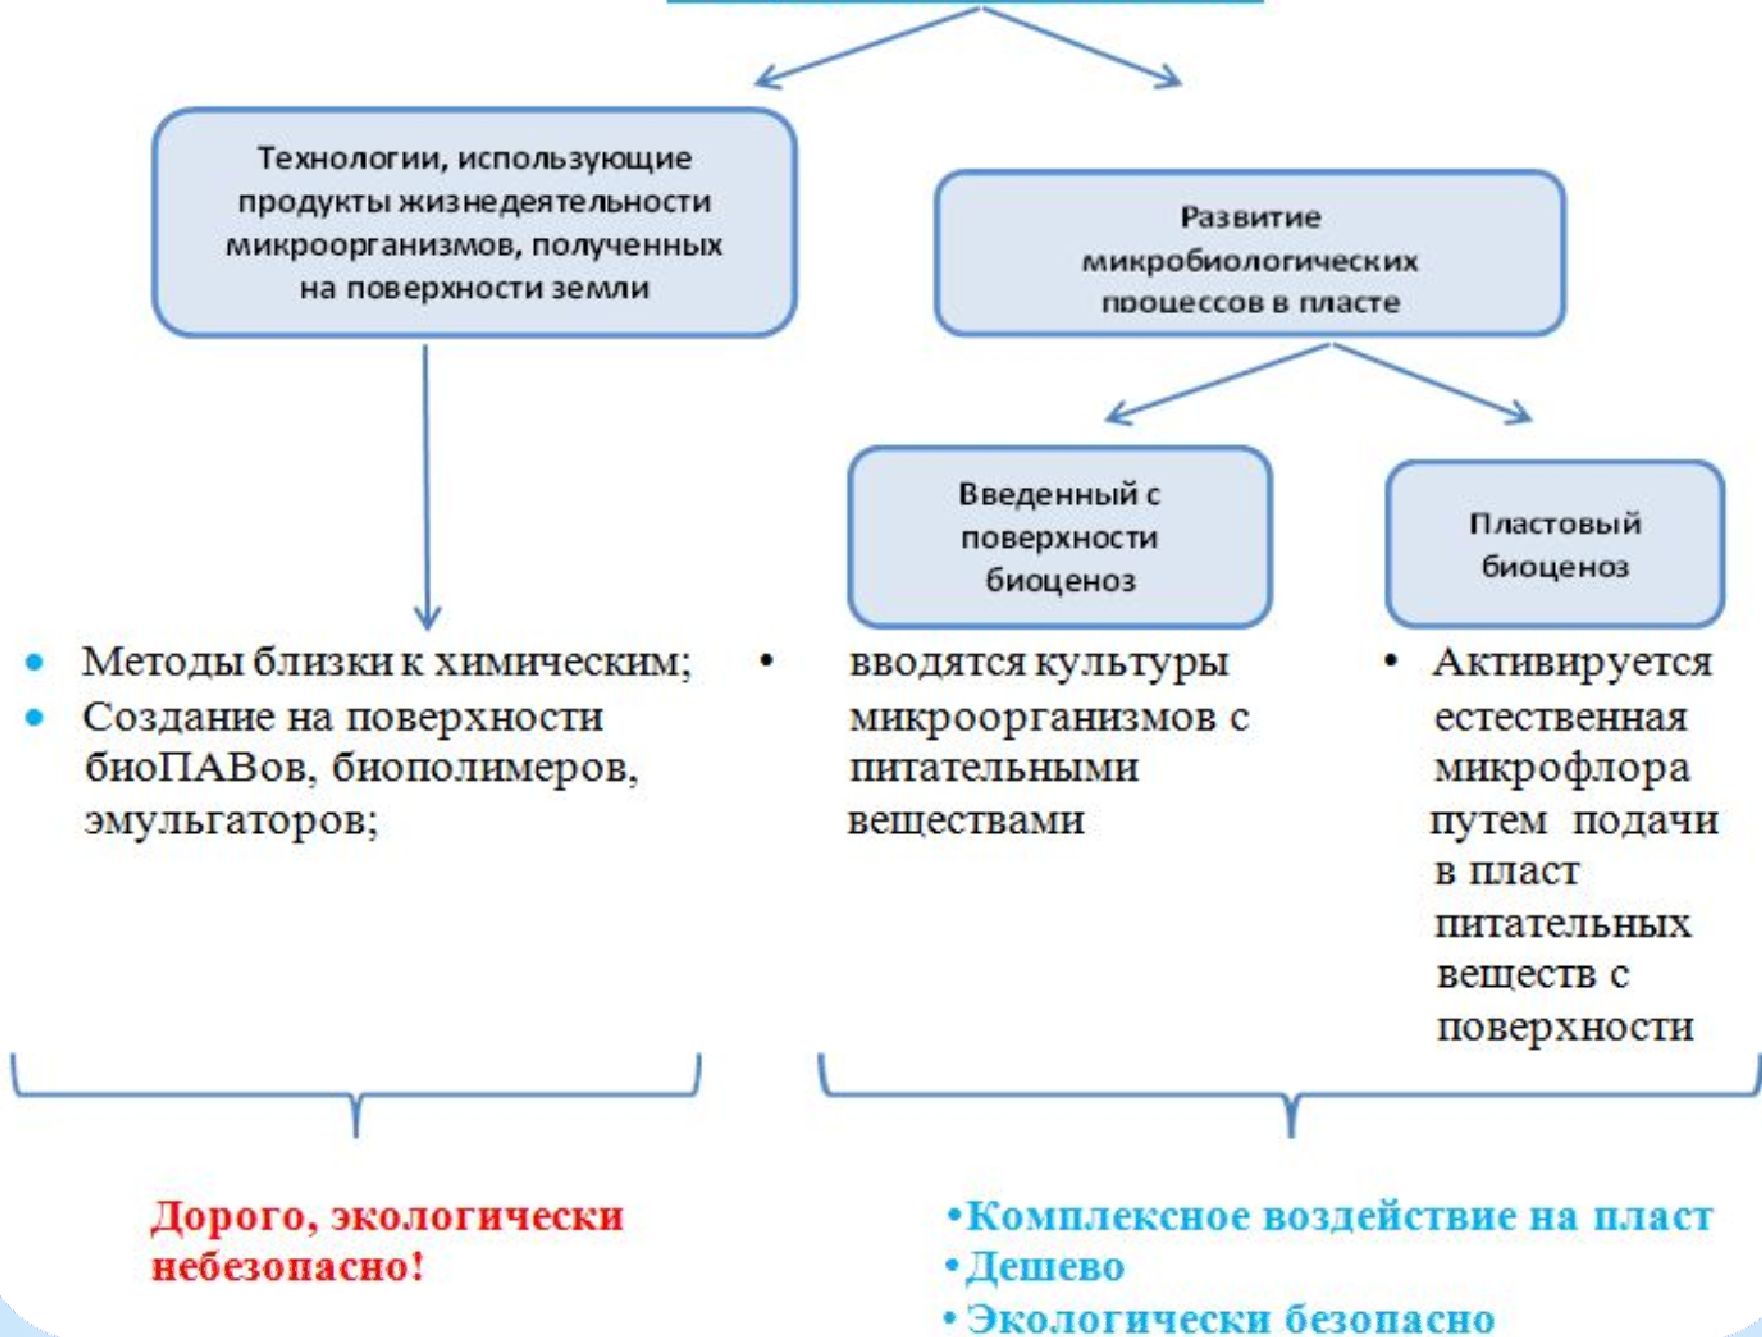 Технологии, использующие
продукты жизнедеятельности
микроорганизмов, полученных
на поверхности земли
Развитие
микробиологических
процессов в пласте
Введенный с
поверхности
биоценоз
Пластовый
биоценоз
• Методы близки к химическим;
• Создание на поверхности
биоПАВов, биополимеров,
эмульгаторов;
• вводятся культуры
микроорганизмов с
питательными
веществами
• Активируется
естественная
микрофлора
путем подачи
в пласт
питательных
веществ с
поверхности
Дорого, экологически
небезопасно!
•Комплексное воздействие на пласт
•Дешево
•Экологически безопасно